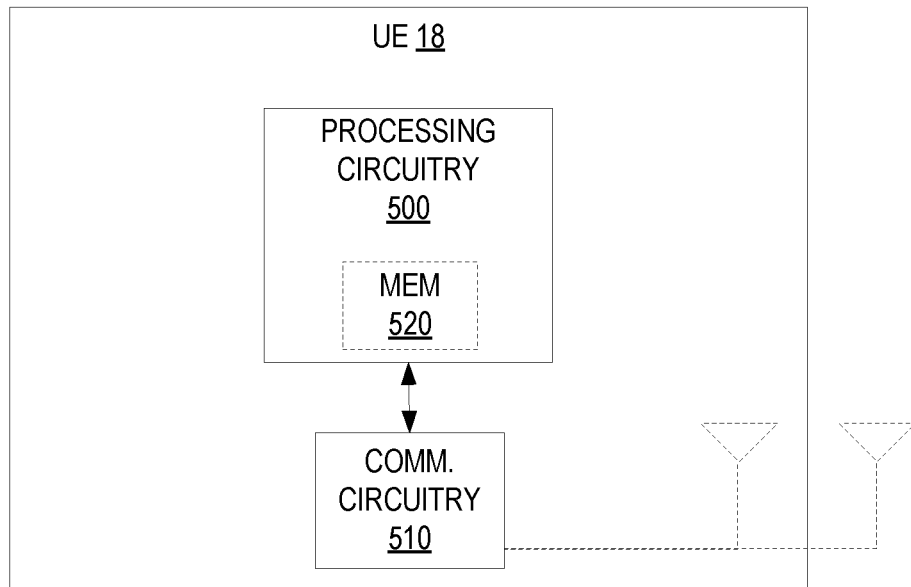 UE 18
PROCESSING
CIRCUITRY
500
MEM
520
COMM.
CIRCUITRY
510